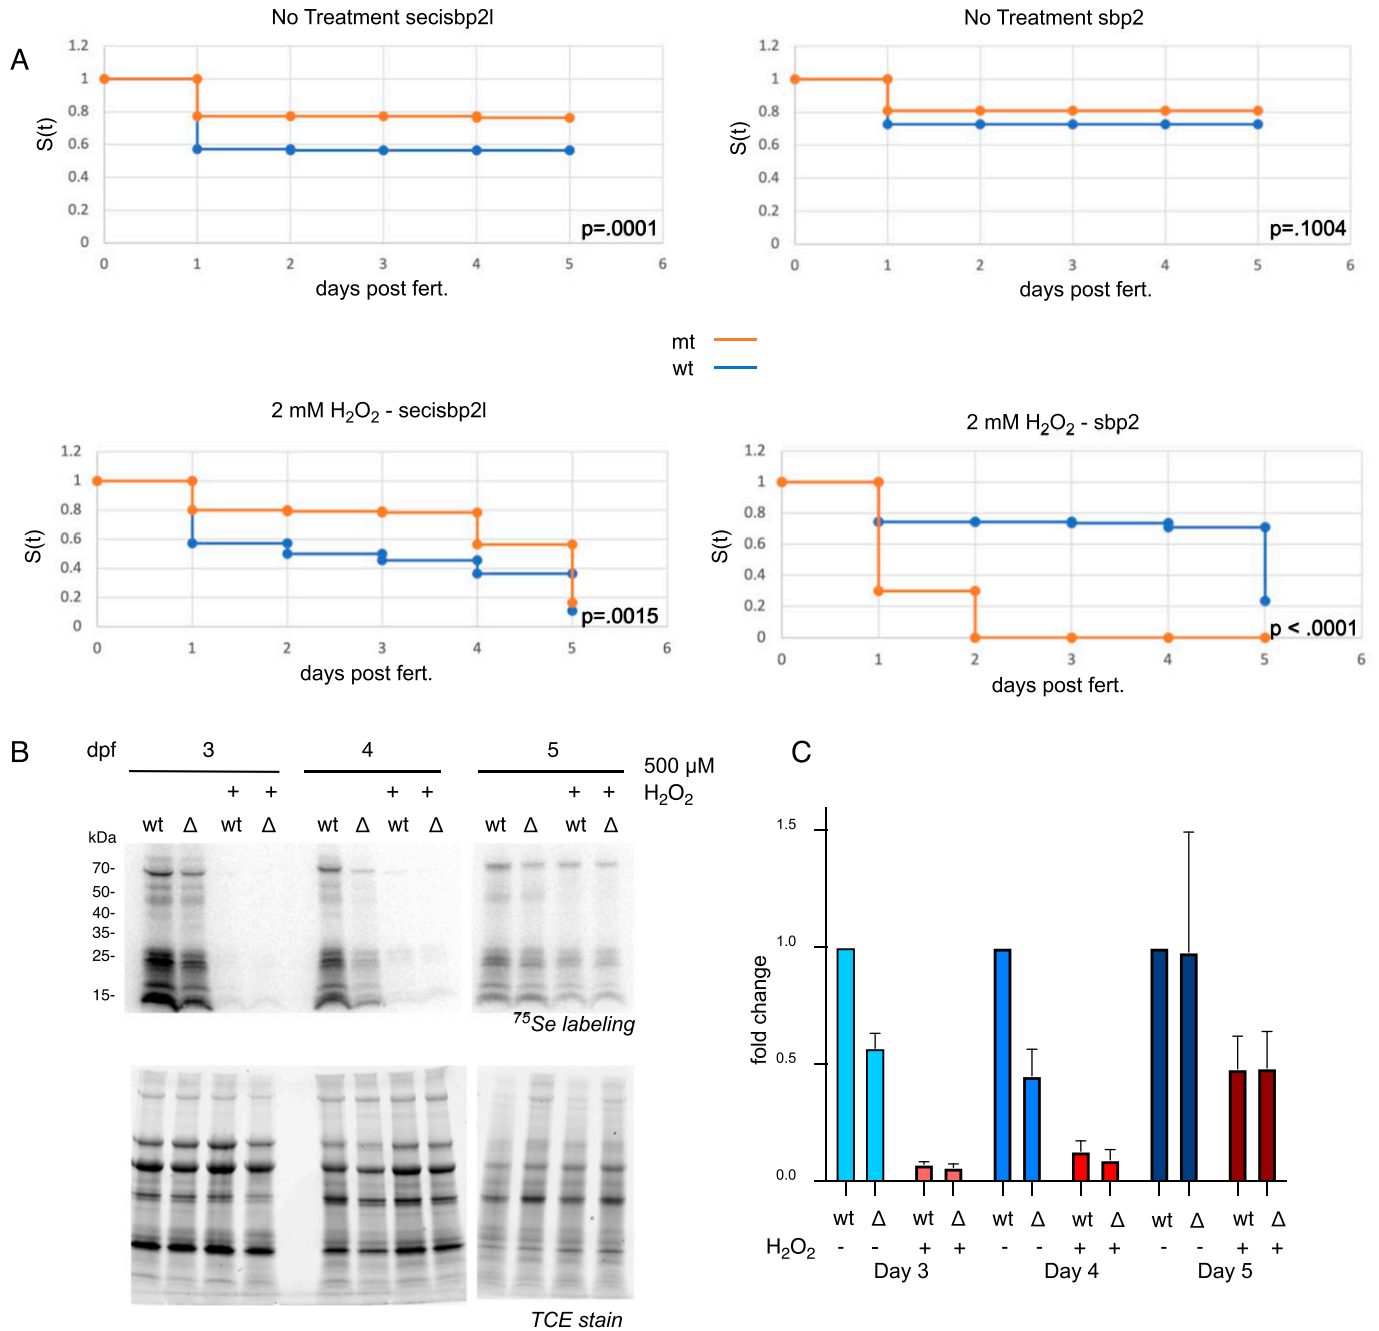 A
No Treatment secisbp2l
1.2
1
0.8
0.6
0.4
0.2
0
S(t)
p=.0001
0 1 2 3 4 5 6
days post fert.
No Treatment sbp2
1.2
1
0.8
0.6
0.4
0.2
0
S(t)
p=.1004
0 1 2 3 4 5 6
days post fert.
mt
wt
2 mM H2O2 - secisbp2l
1.2
1
0.8
0.6
0.4
0.2
0
S(t)
p=.0015
0 1 2 3 4 5 6
days post fert.
2 mM H2O2 - sbp2
1.2
1
0.8
0.6
0.4
0.2
0
S(t)
p < .0001
0 1 2 3 4 5 6
days post fert.
B
dpf 3 4 5
500 µM
+ + + + + + H2O2
wt Δ wt Δ wt Δ wt Δ wt Δ wt Δ
kDa
70-
50-
40-
35-
25-
15-
75Se labeling
TCE stain
C
1.5
1.0
0.5
0.0
fold change
wt Δ wt Δ wt Δ wt Δ wt Δ wt Δ
H2O2 - - + + - - + + - - + +
Day 3 Day 4 Day 5